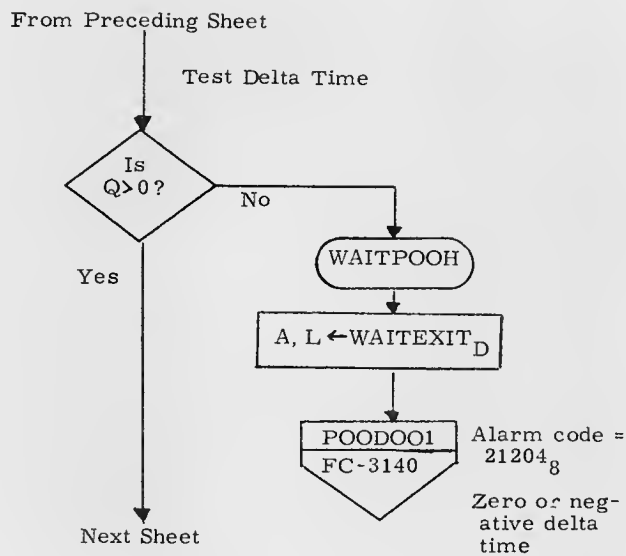 From Preceding Sheet
Test Delta Time
Is
Q>0?
No
Yes
WAITPOOH
A, L ←WAITEXIT_D
POODOO1
FC-3140
Alarm code =
21204₈
Zero or neg-
ative delta
time
Next Sheet